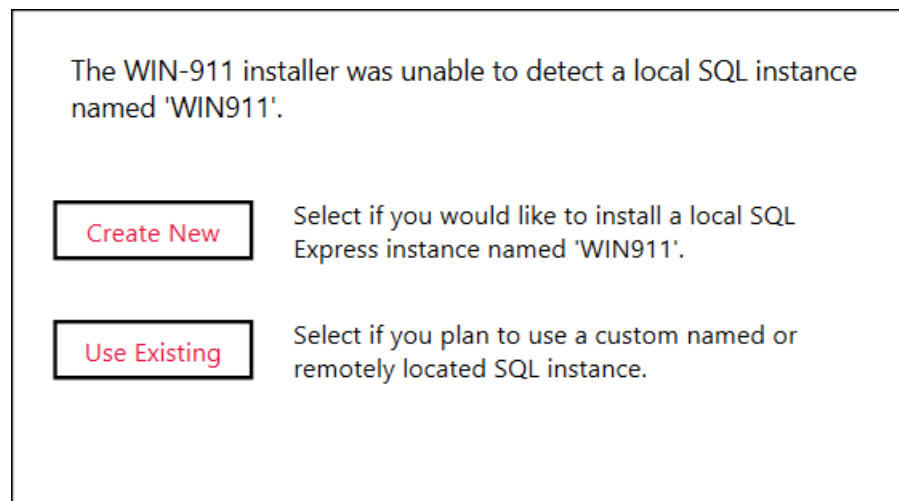 The WIN-911 installer was unable to detect a local SQL instance
named 'WIN911'.
Create New
Select if you would like to install a local SQL
Express instance named 'WIN911'.
Use Existing
Select if you plan to use a custom named or
remotely located SQL instance.